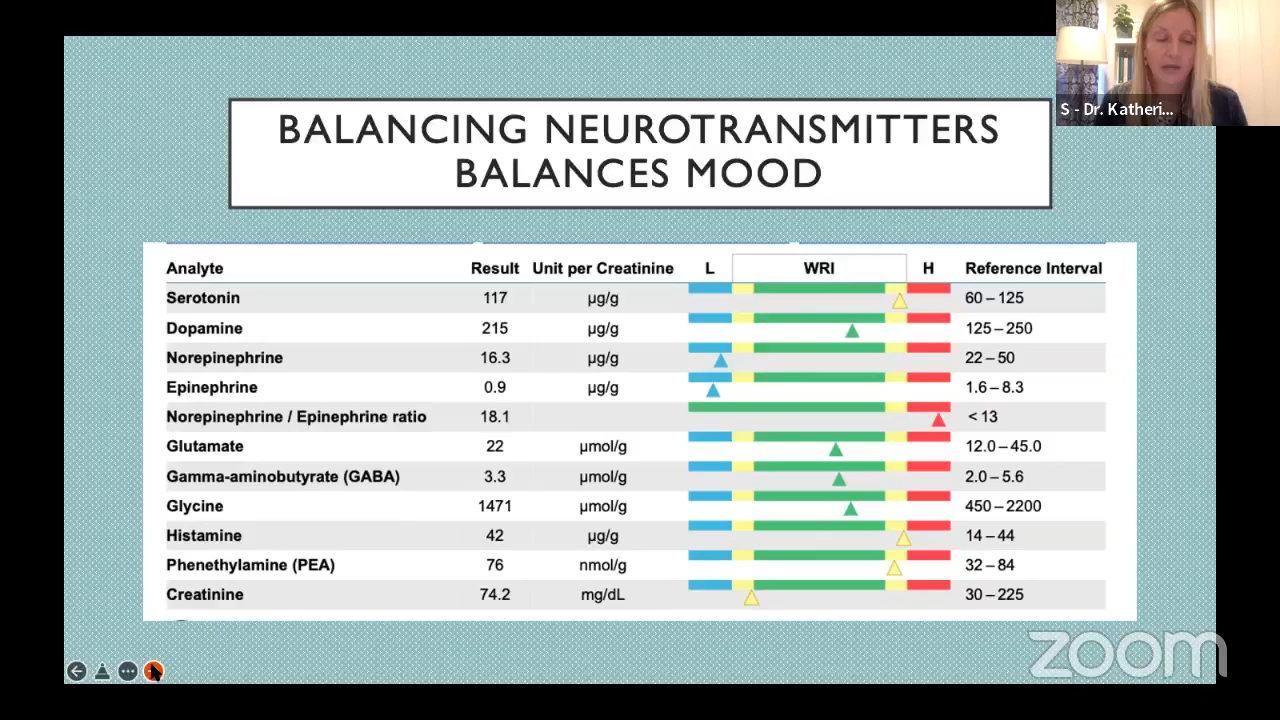 S - Dr. Katheri...
BALANCING NEUROTRANSMITTERS
BALANCES MOOD
Analyte Result Unit per Creatinine L WRI H Reference Interval
Serotonin 117 µg/g 60 – 125
Dopamine 215 µg/g 125 – 250
Norepinephrine 16.3 µg/g 22 – 50
Epinephrine 0.9 µg/g 1.6 – 8.3
Norepinephrine / Epinephrine ratio 18.1 < 13
Glutamate 22 µmol/g 12.0 – 45.0
Gamma-aminobutyrate (GABA) 3.3 µmol/g 2.0 – 5.6
Glycine 1471 µmol/g 450 – 2200
Histamine 42 µg/g 14 – 44
Phenethylamine (PEA) 76 nmol/g 32 – 84
Creatinine 74.2 mg/dL 30 – 225
zoom